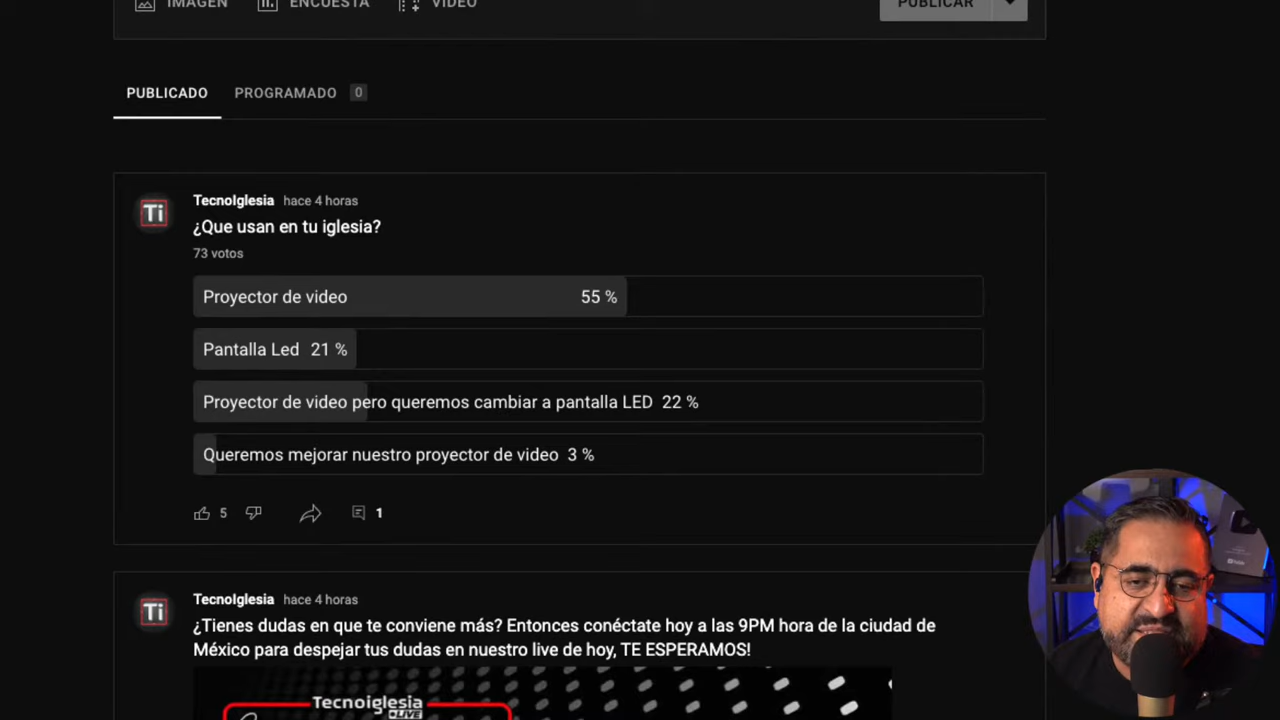 IMAGEN
ENCUESTA
VIDEO
PUBLICAR
PUBLICADO
PROGRAMADO
0
Ti
TecnoIglesia hace 4 horas
¿Que usan en tu iglesia?
73 votos
Proyector de video 55 %
Pantalla Led 21 %
Proyector de video pero queremos cambiar a pantalla LED 22 %
Queremos mejorar nuestro proyector de video 3 %
5
1
Ti
TecnoIglesia hace 4 horas
¿Tienes dudas en que te conviene más? Entonces conéctate hoy a las 9PM hora de la ciudad de
México para despejar tus dudas en nuestro live de hoy, TE ESPERAMOS!
Tecnoiglesia
LIVE